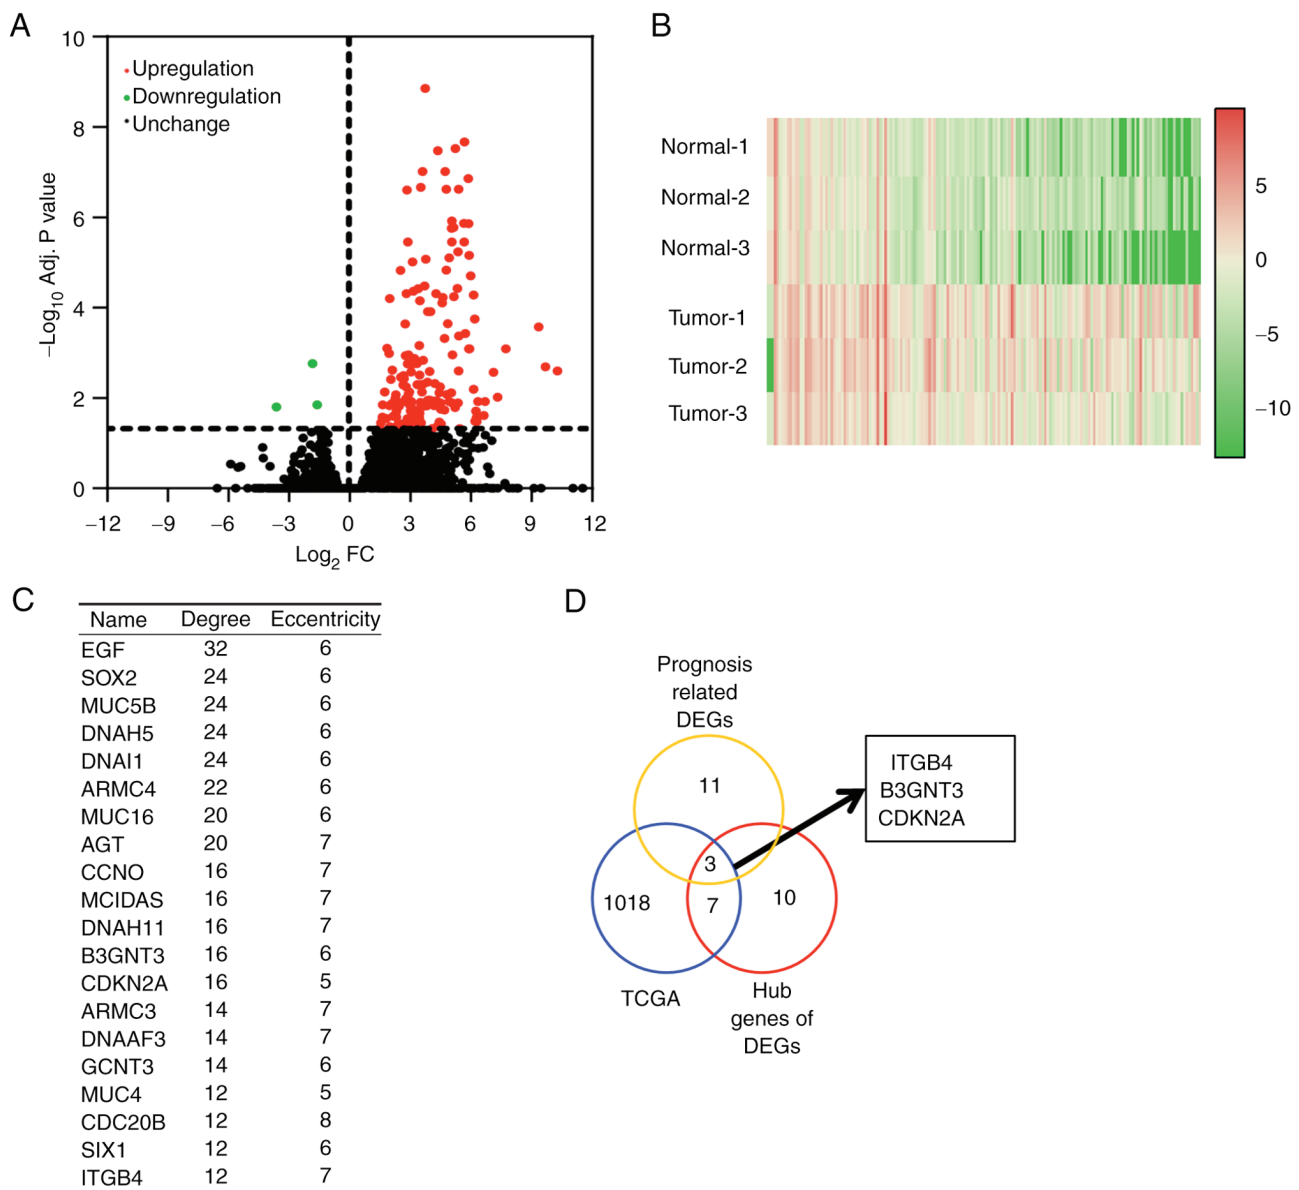 A
10
8
6
4
2
0
−Log10 Adj. P value
Upregulation
Downregulation
Unchange
−12 −9 −6 −3 0 3 6 9 12
Log2 FC
B
Normal-1
Normal-2
Normal-3
Tumor-1
Tumor-2
Tumor-3
5
0
−5
−10
C
Name Degree Eccentricity
EGF 32 6
SOX2 24 6
MUC5B 24 6
DNAH5 24 6
DNAI1 24 6
ARMC4 22 6
MUC16 20 6
AGT 20 7
CCNO 16 7
MCIDAS 16 7
DNAH11 16 7
B3GNT3 16 6
CDKN2A 16 5
ARMC3 14 7
DNAAF3 14 7
GCNT3 14 6
MUC4 12 5
CDC20B 12 8
SIX1 12 6
ITGB4 12 7
D
Prognosis
related
DEGs
11
3
1018
7
10
TCGA
Hub
genes of
DEGs
ITGB4
B3GNT3
CDKN2A